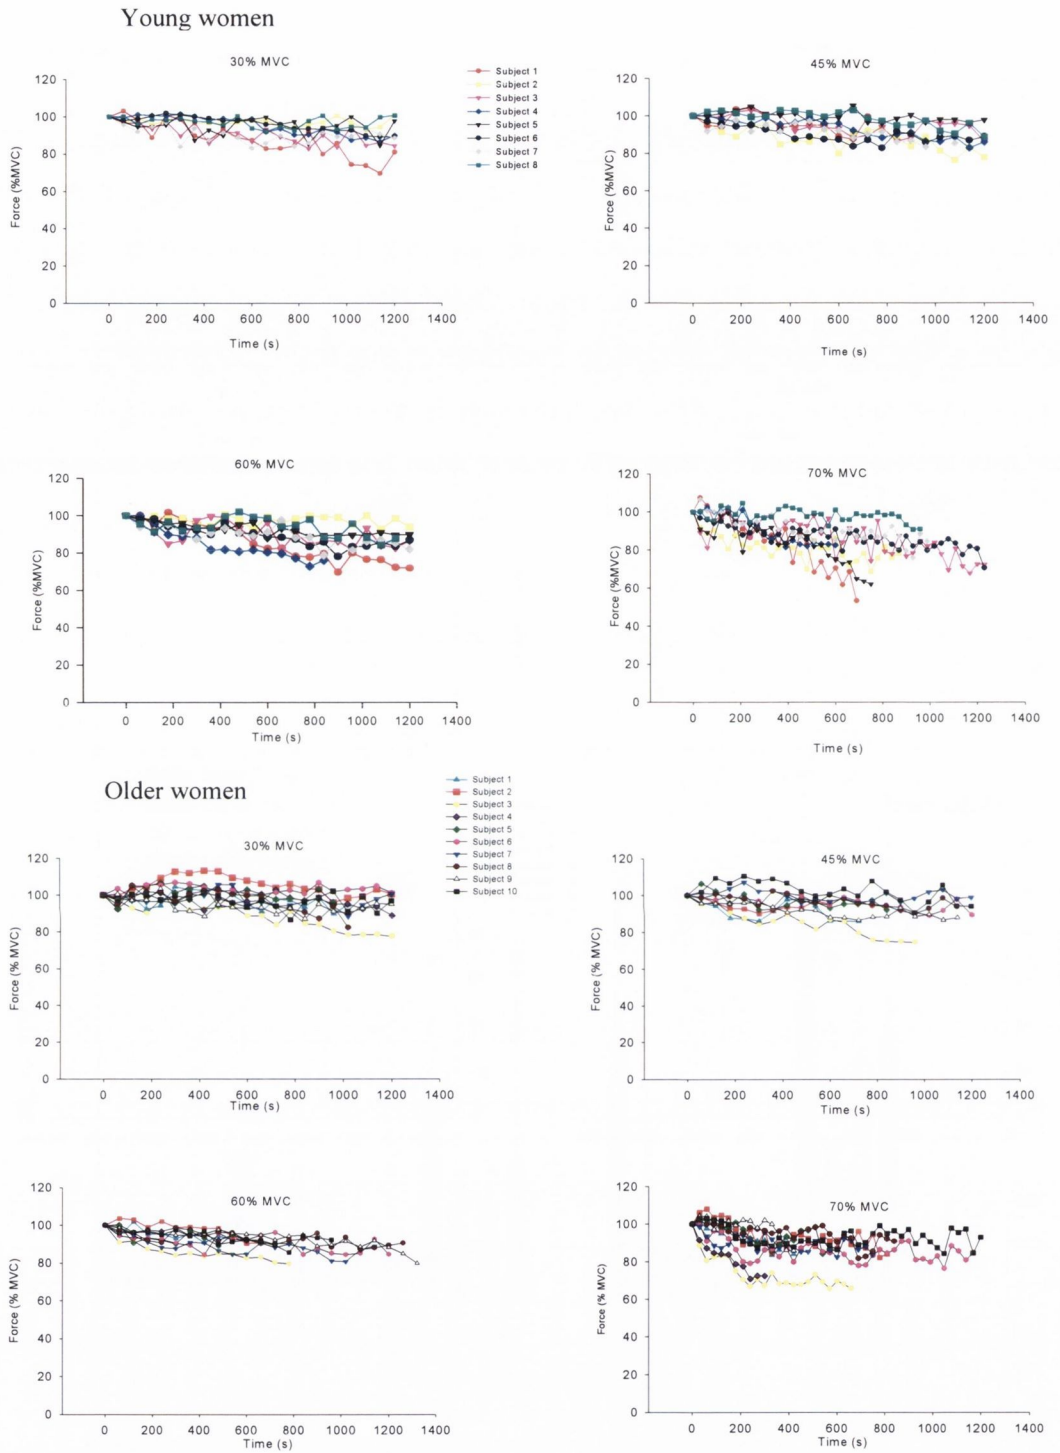 Young women
30% MVC
Force (%MVC)
120
100
80
60
40
20
0
0 200 400 600 800 1000 1200 1400
Time (s)
Subject 1
Subject 2
Subject 3
Subject 4
Subject 5
Subject 6
Subject 7
Subject 8
45% MVC
Force (%MVC)
120
100
80
60
40
20
0
0 200 400 600 800 1000 1200 1400
Time (s)
60% MVC
Force (%MVC)
120
100
80
60
40
20
0
0 200 400 600 800 1000 1200 1400
Time (s)
70% MVC
Force (%MVC)
120
100
80
60
40
20
0
0 200 400 600 800 1000 1200 1400
Time (s)
Older women
Subject 1
Subject 2
Subject 3
Subject 4
Subject 5
Subject 6
Subject 7
Subject 8
Subject 9
Subject 10
30% MVC
Force (% MVC)
120
100
80
60
40
20
0
0 200 400 600 800 1000 1200 1400
Time (s)
45% MVC
Force (% MVC)
120
100
80
60
40
20
0
0 200 400 600 800 1000 1200 1400
Time (s)
60% MVC
Force (% MVC)
120
100
80
60
40
20
0
0 200 400 600 800 1000 1200 1400
Time (s)
70% MVC
Force (% MVC)
120
100
80
60
40
20
0
0 200 400 600 800 1000 1200 1400
Time (s)